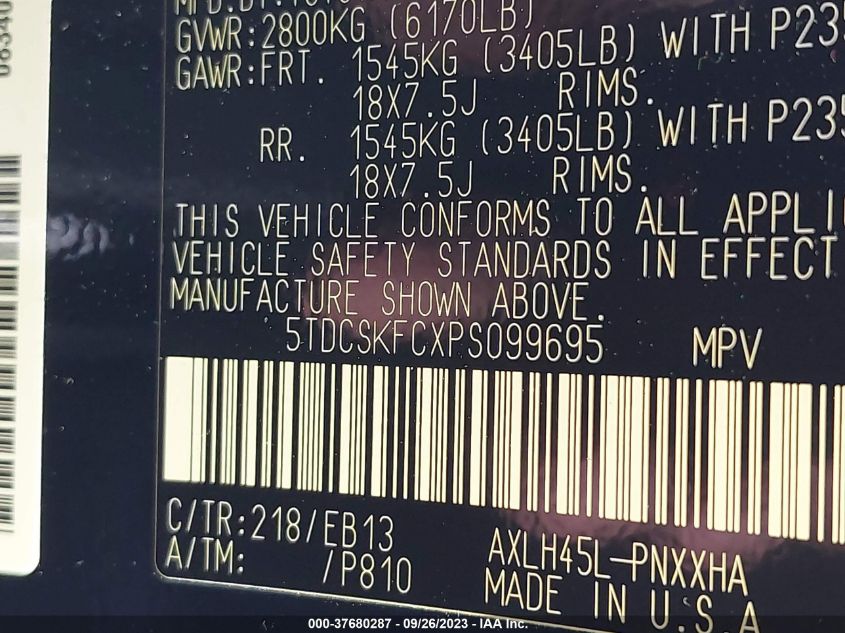 GVWR:2800KG (6170LB)
GAWR:FRT. 1545KG (3405LB) WITH P235
18X7.5J RIMS.
RR. 1545KG (3405LB) WITH P235
18X7.5J RIMS.
THIS VEHICLE CONFORMS TO ALL APPLI
VEHICLE SAFETY STANDARDS IN EFFECT
MANUFACTURE SHOWN ABOVE.
5TDCSKFCXPS099695 MPV
C/TR:218/EB13
A/TM: /P810
AXLH45L-PNXXHA
MADE IN U.S.A
000-37680287 - 09/26/2023 - IAA Inc.